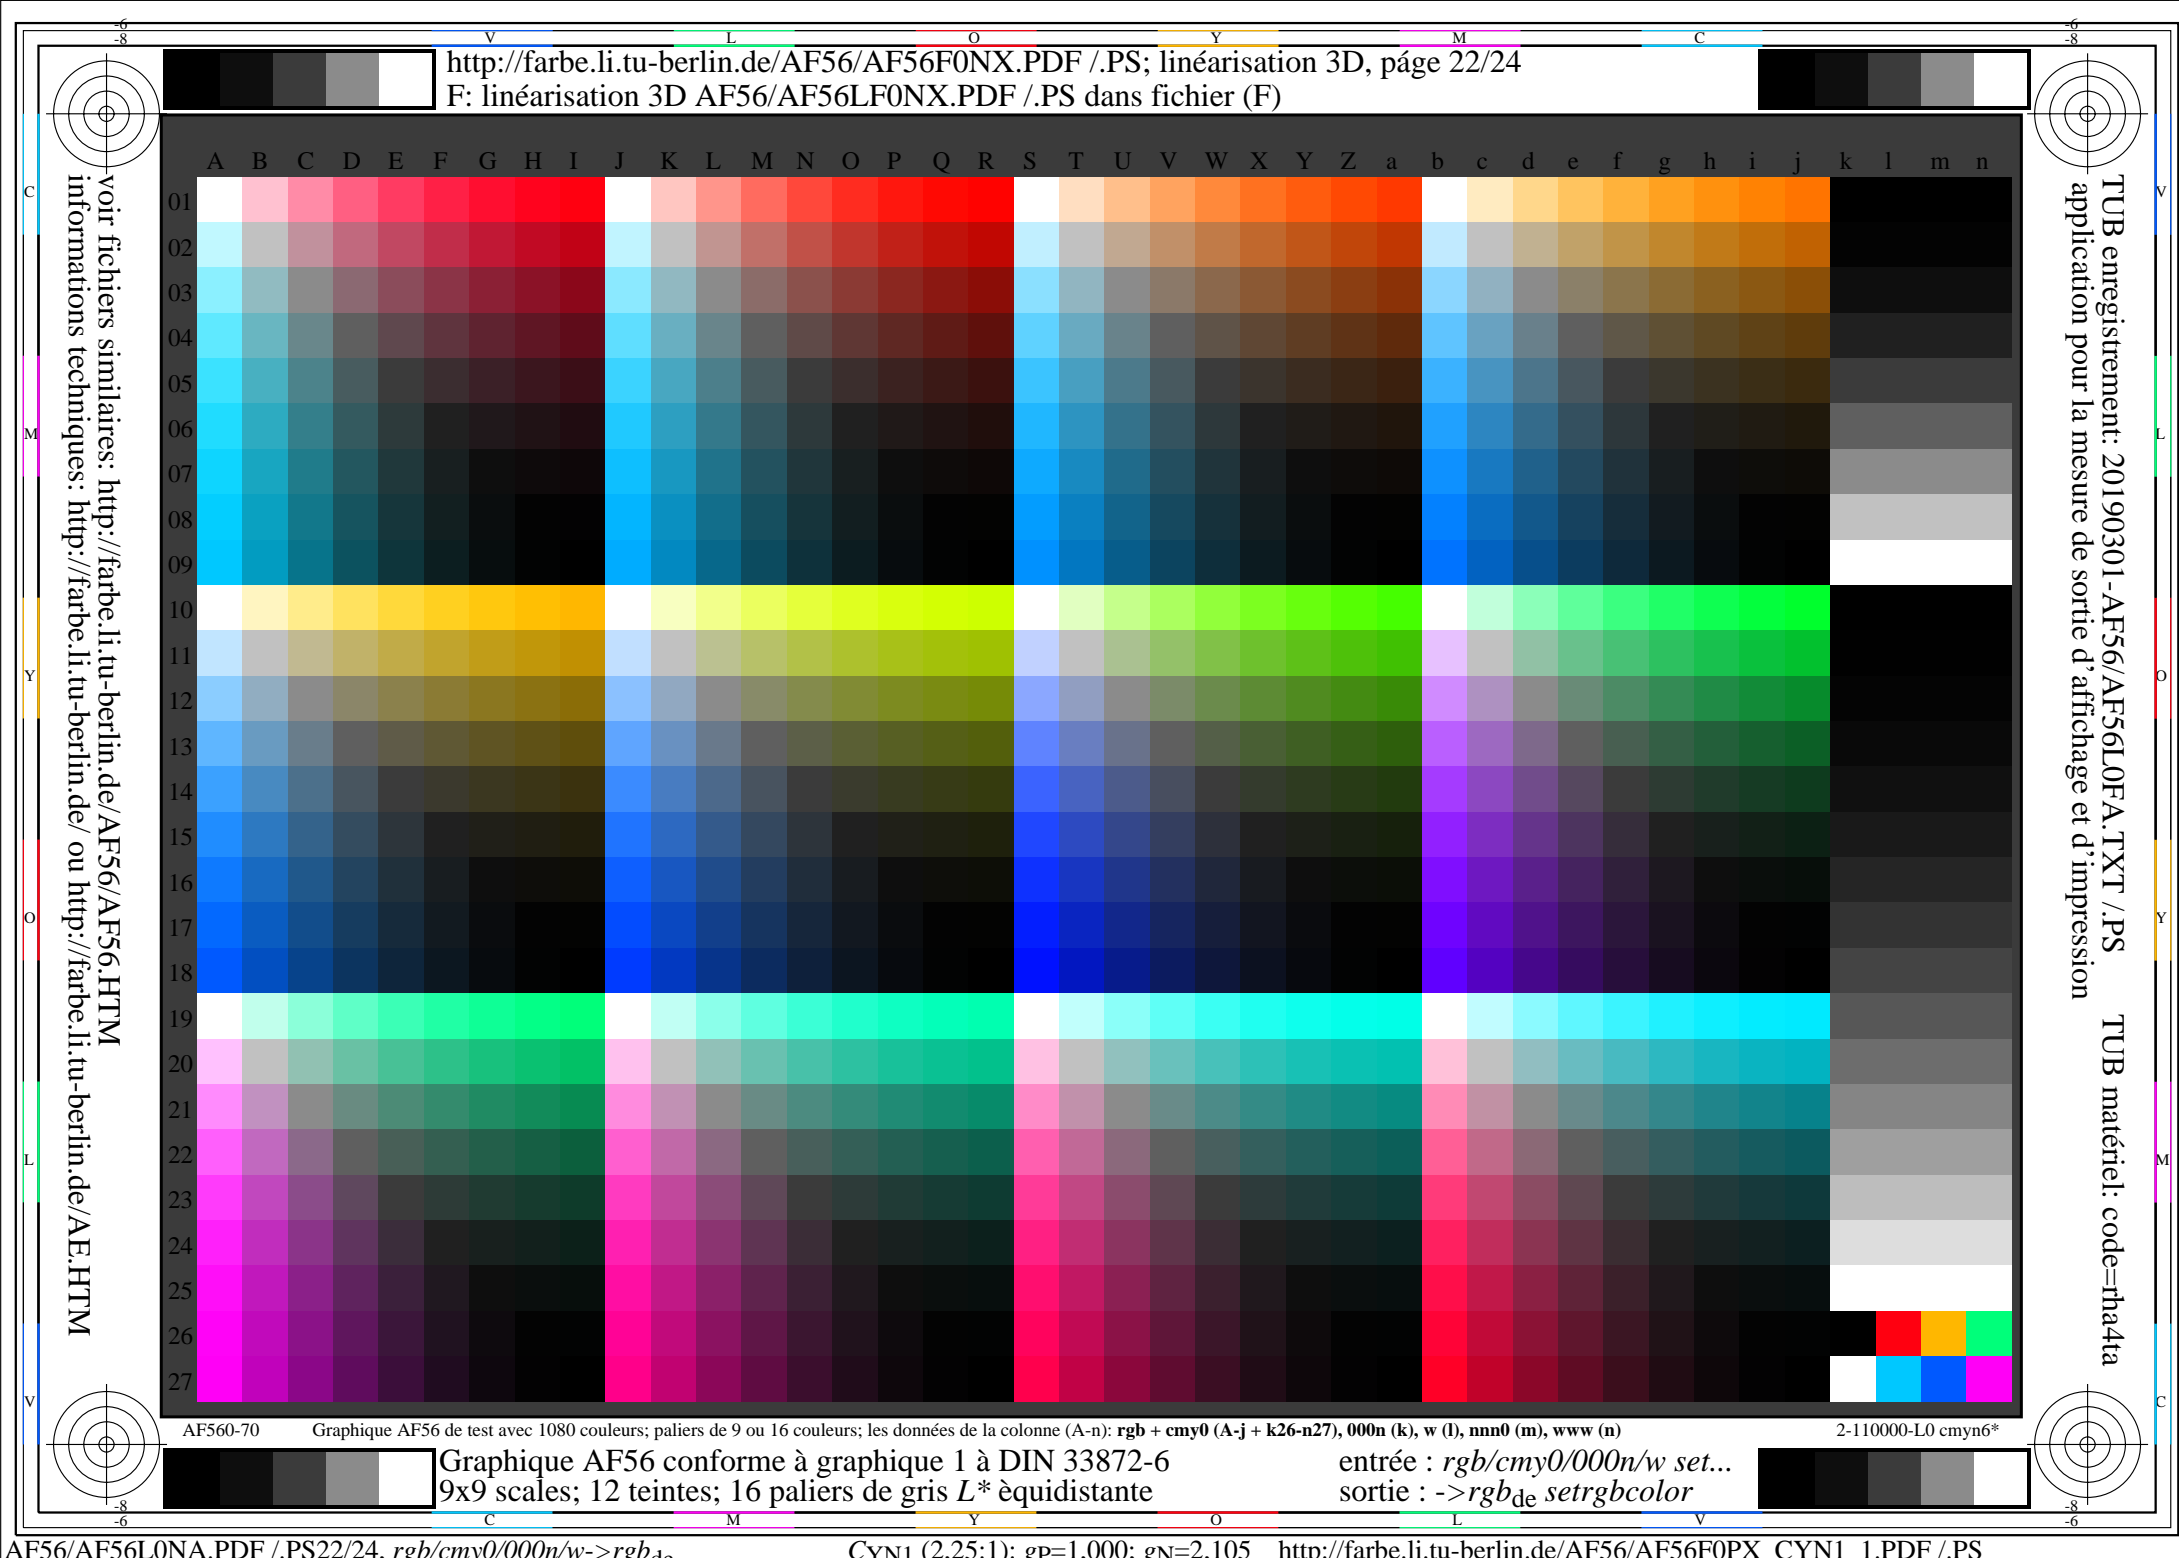 -6
-8
V L O Y M C
-6
-8
http://farbe.li.tu-berlin.de/AF56/AF56F0NX.PDF /.PS; linéarisation 3D, páge 22/24
F: linéarisation 3D AF56/AF56LF0NX.PDF /.PS dans fichier (F)
A B C D E F G H I J K L M N O P Q R S T U V W X Y Z a b c d e f g h i j k l m n
01
02
03
04
05
06
07
08
09
10
11
12
13
14
15
16
17
18
19
20
21
22
23
24
25
26
27
C
M
Y
O
L
V
voir fichiers similaires: http://farbe.li.tu-berlin.de/AF56/AF56.HTM
informations techniques: http://farbe.li.tu-berlin.de/ ou http://farbe.li.tu-berlin.de/AE.HTM
TUB enregistrement: 20190301-AF56/AF56L0FA.TXT /.PS TUB matériel: code=rha4ta
application pour la mesure de sortie d'affichage et d'impression
V
L
O
Y
M
C
AF560-70 Graphique AF56 de test avec 1080 couleurs; paliers de 9 ou 16 couleurs; les données de la colonne (A-n): rgb + cmy0 (A-j + k26-n27), 000n (k), w (l), nnn0 (m), www (n) 2-110000-L0 cmyn6*
Graphique AF56 conforme à graphique 1 à DIN 33872-6 entrée : rgb/cmy0/000n/w set...
9x9 scales; 12 teintes; 16 paliers de gris L* èquidistante sortie : ->rgbde setrgbcolor
-8
-6
C M Y O L V
-8
-6
AF56/AF56L0NA.PDF /.PS22/24, rgb/cmy0/000n/w->rgbde CYN1 (2,25:1): gP=1,000; gN=2,105 http://farbe.li.tu-berlin.de/AF56/AF56F0PX_CYN1_1.PDF /.PS